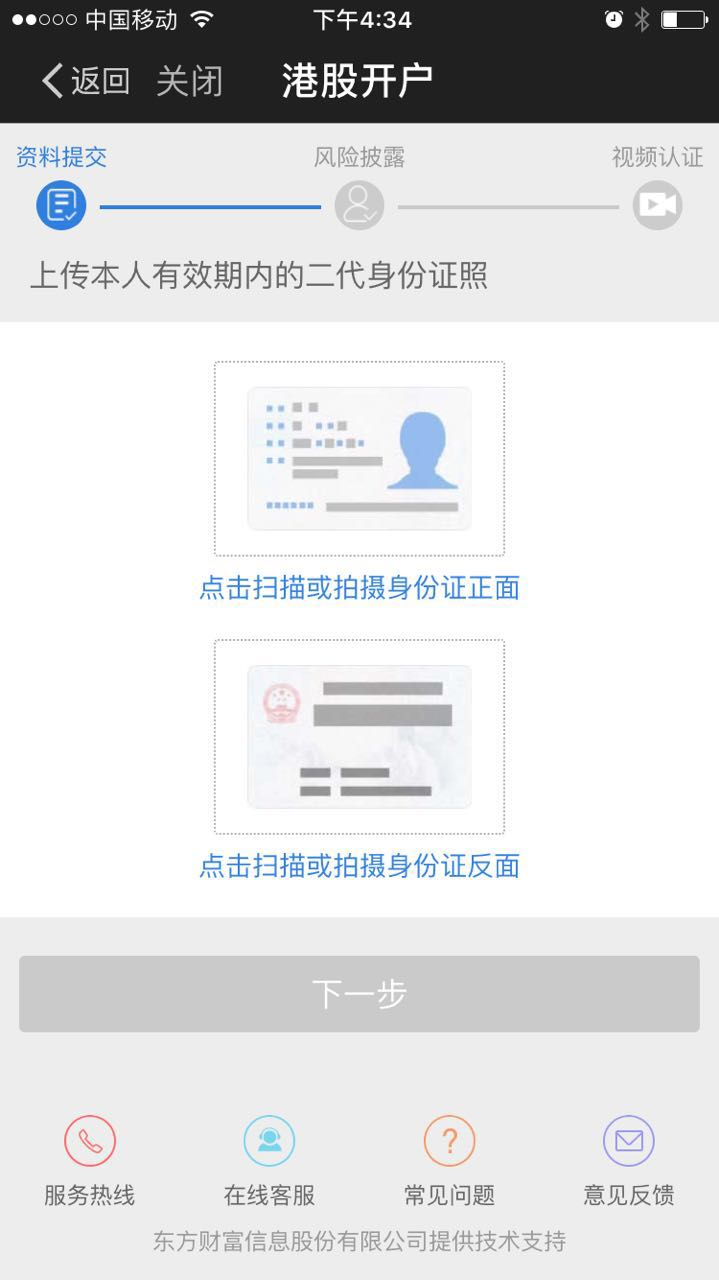 中国移动 下午4:34
返回 关闭 港股开户
资料提交 风险披露 视频认证
上传本人有效期内的二代身份证照
点击扫描或拍摄身份证正面
点击扫描或拍摄身份证反面
下一步
服务热线 在线客服 常见问题 意见反馈
东方财富信息股份有限公司提供技术支持